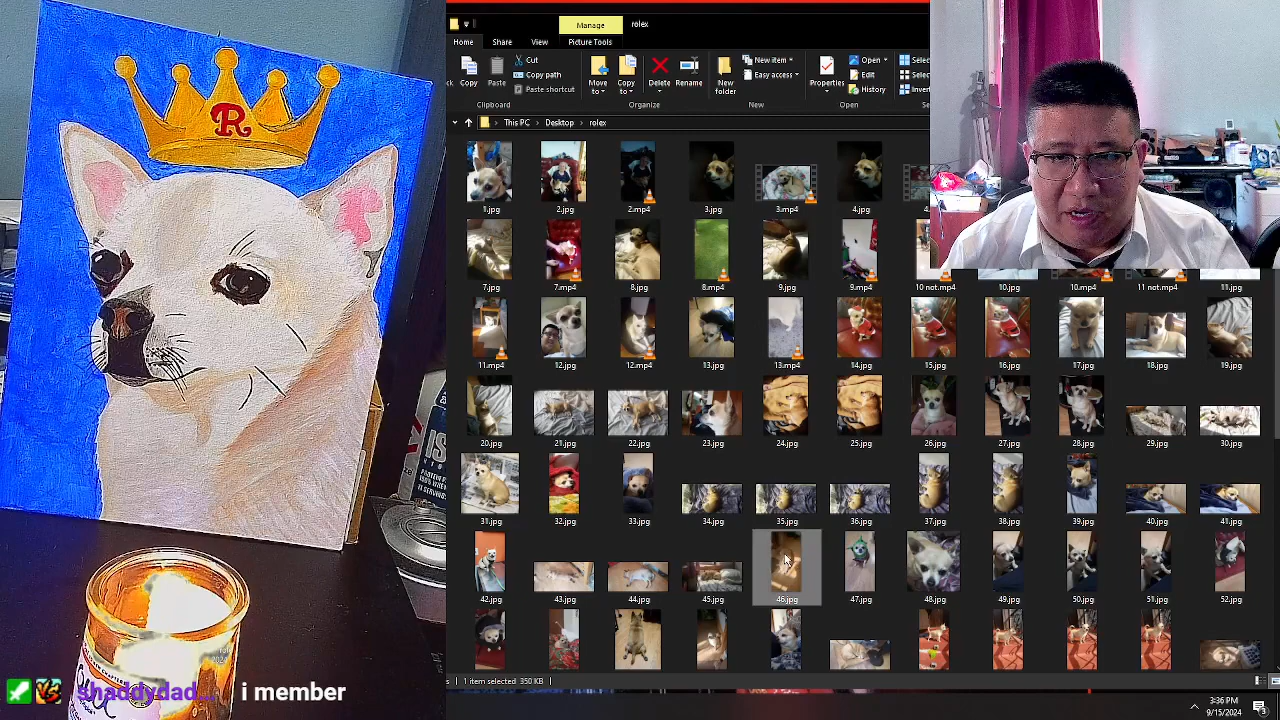 Manage
rolex
Home
Share
View
Picture Tools
Copy
Paste
Cut
Copy path
Paste shortcut
Move to
Copy to
Delete
Rename
New folder
New item
Easy access
Properties
Open
Edit
History
Clipboard
Organize
New
Open
This PC
Desktop
rolex
1.jpg
2.jpg
2.mp4
3.jpg
3.mp4
4.jpg
7.jpg
7.mp4
8.jpg
8.mp4
9.jpg
9.mp4
10 not.mp4
10.jpg
10.mp4
11 not.mp4
11.jpg
11.mp4
12.jpg
12.mp4
13.jpg
13.mp4
14.jpg
15.jpg
16.jpg
17.jpg
18.jpg
19.jpg
20.jpg
21.jpg
22.jpg
23.jpg
24.jpg
25.jpg
26.jpg
27.jpg
28.jpg
29.jpg
30.jpg
31.jpg
32.jpg
33.jpg
34.jpg
35.jpg
36.jpg
37.jpg
38.jpg
39.jpg
40.jpg
41.jpg
42.jpg
43.jpg
44.jpg
45.jpg
46.jpg
47.jpg
48.jpg
49.jpg
50.jpg
51.jpg
52.jpg
1 item selected 350 KB
3:36 PM
9/15/2024
R
i member